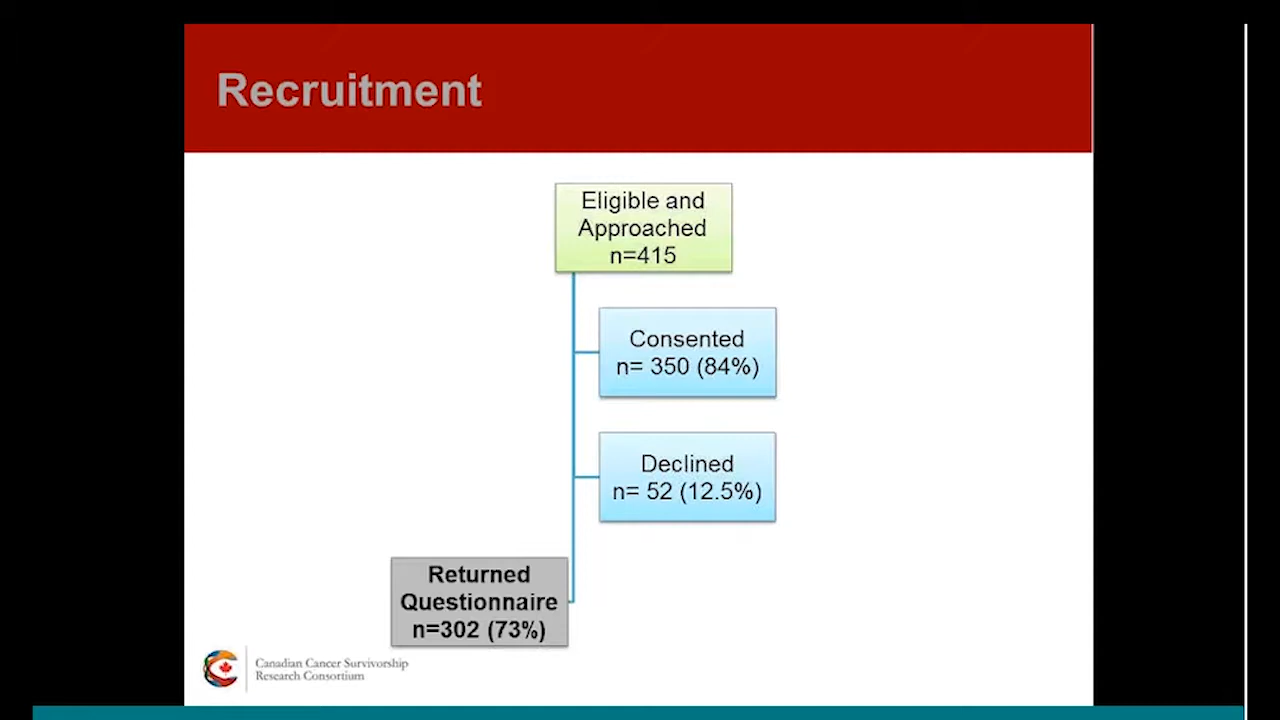 Recruitment
Eligible and
Approached
n=415
Consented
n= 350 (84%)
Declined
n= 52 (12.5%)
Returned
Questionnaire
n=302 (73%)
Canadian Cancer Survivorship
Research Consortium